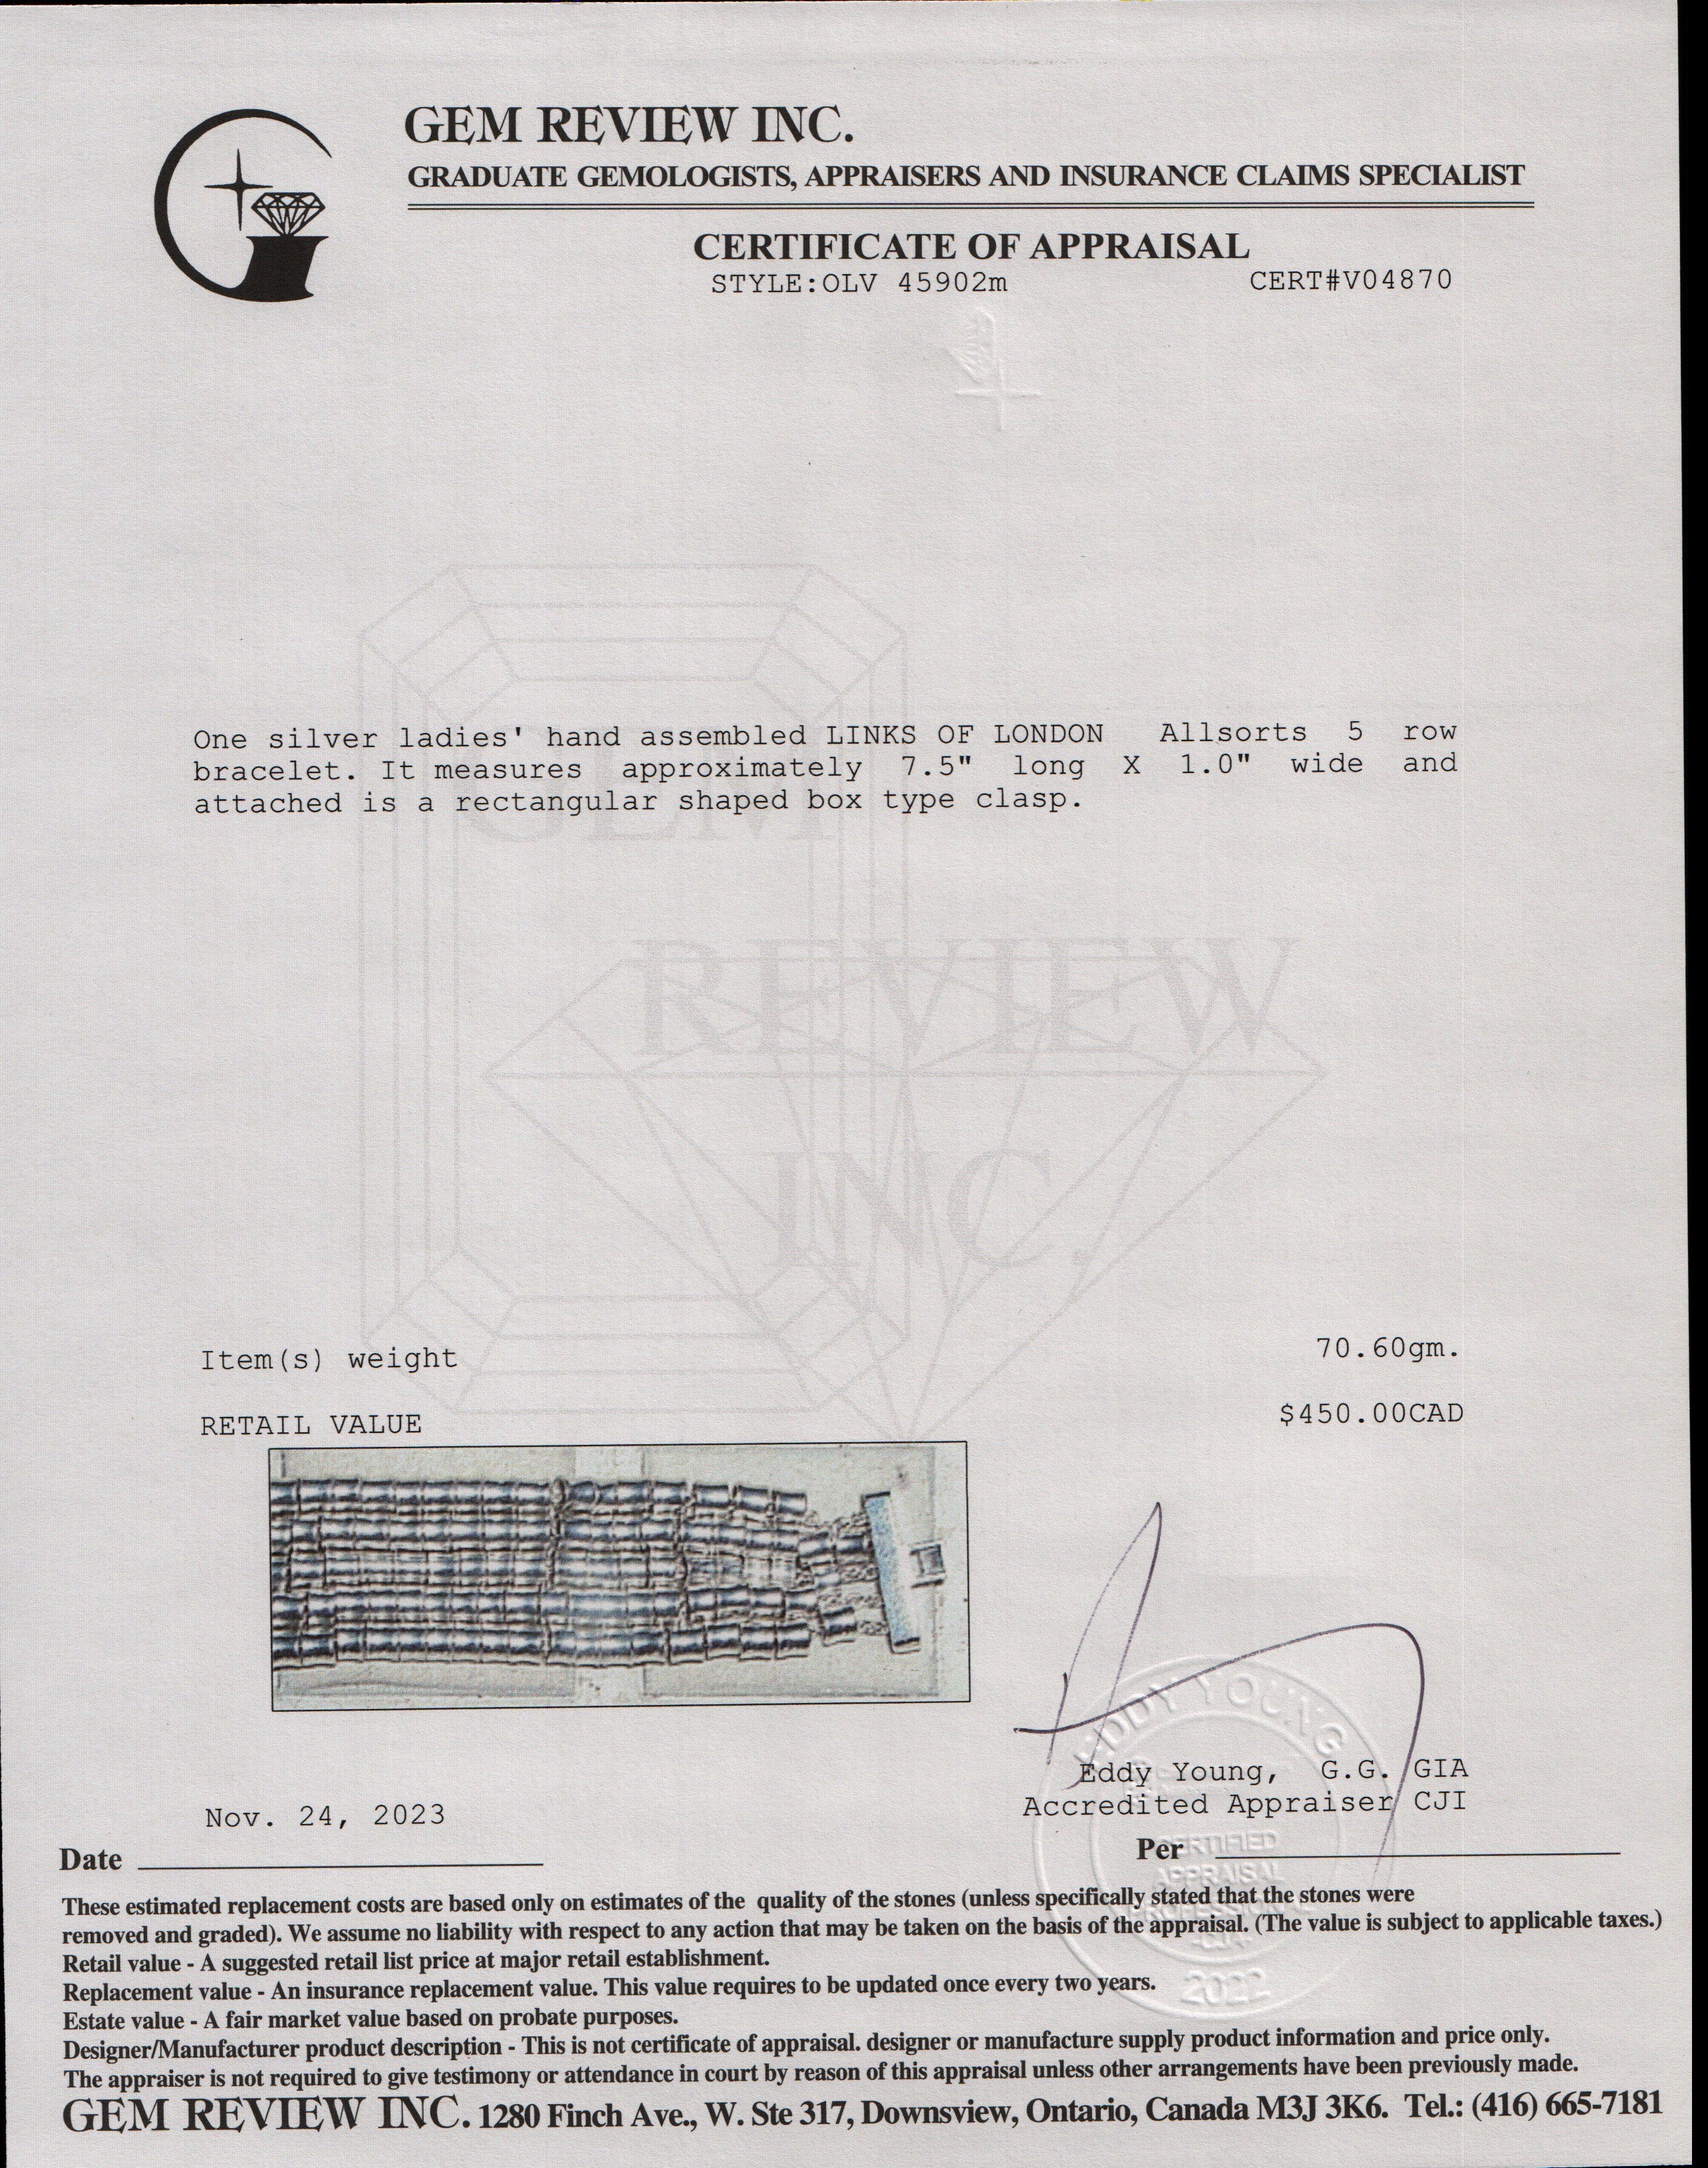 GEM REVIEW INC.
GRADUATE GEMOLOGISTS, APPRAISERS AND INSURANCE CLAIMS SPECIALIST
CERTIFICATE OF APPRAISAL
STYLE:OLV 45902m CERT#V04870
One silver ladies' hand assembled LINKS OF LONDON Allsorts 5 row
bracelet. It measures approximately 7.5" long X 1.0" wide and
attached is a rectangular shaped box type clasp.
GEM
REVIEW
INC.
Item(s) weight 70.60gm.
RETAIL VALUE $450.00CAD
EDDY YOUNG
Eddy Young, G.G. GIA
Accredited Appraiser CJI
Nov. 24, 2023
Date
Per
CERTIFIED
APPRAISAL
PROFESSIONAL
2022
These estimated replacement costs are based only on estimates of the quality of the stones (unless specifically stated that the stones were
removed and graded). We assume no liability with respect to any action that may be taken on the basis of the appraisal. (The value is subject to applicable taxes.)
Retail value - A suggested retail list price at major retail establishment.
Replacement value - An insurance replacement value. This value requires to be updated once every two years.
Estate value - A fair market value based on probate purposes.
Designer/Manufacturer product description - This is not certificate of appraisal. designer or manufacture supply product information and price only.
The appraiser is not required to give testimony or attendance in court by reason of this appraisal unless other arrangements have been previously made.
GEM REVIEW INC. 1280 Finch Ave., W. Ste 317, Downsview, Ontario, Canada M3J 3K6. Tel.: (416) 665-7181